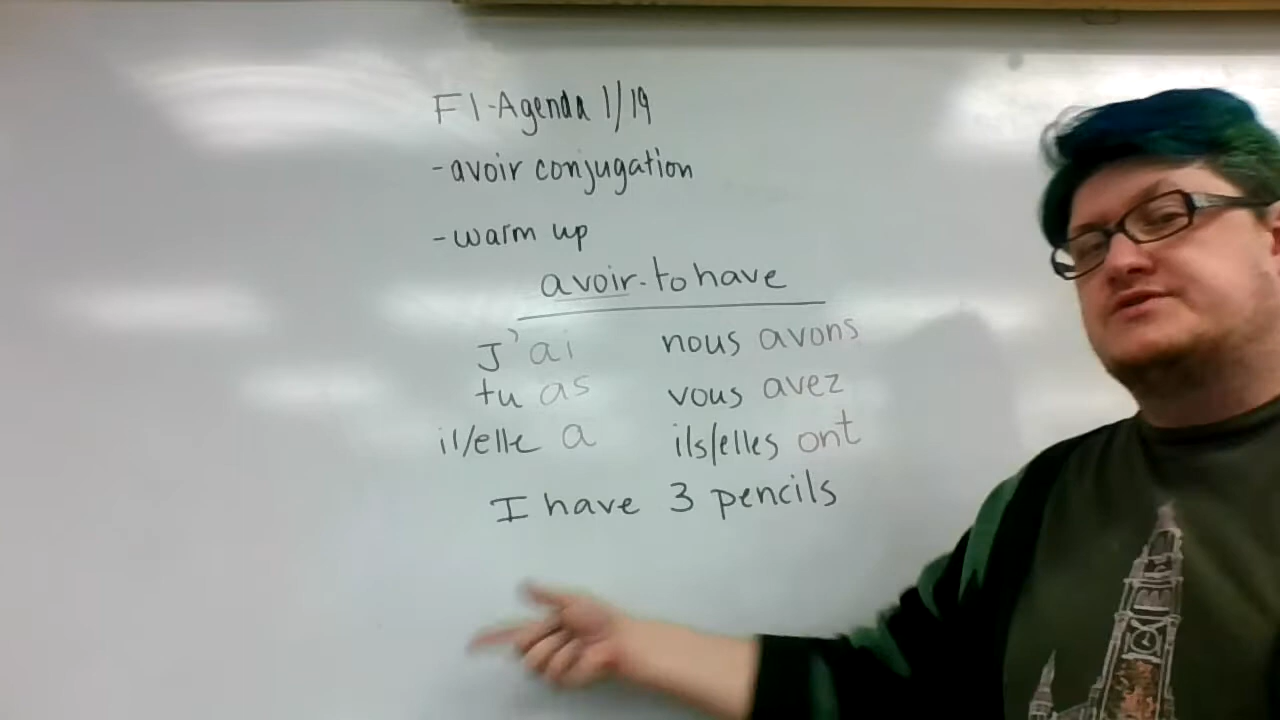 F1-Agenda 1/19
-avoir conjugation
-warm up
avoir-to have
J'ai nous avons
tu as vous avez
il/elle a ils/elles ont
I have 3 pencils